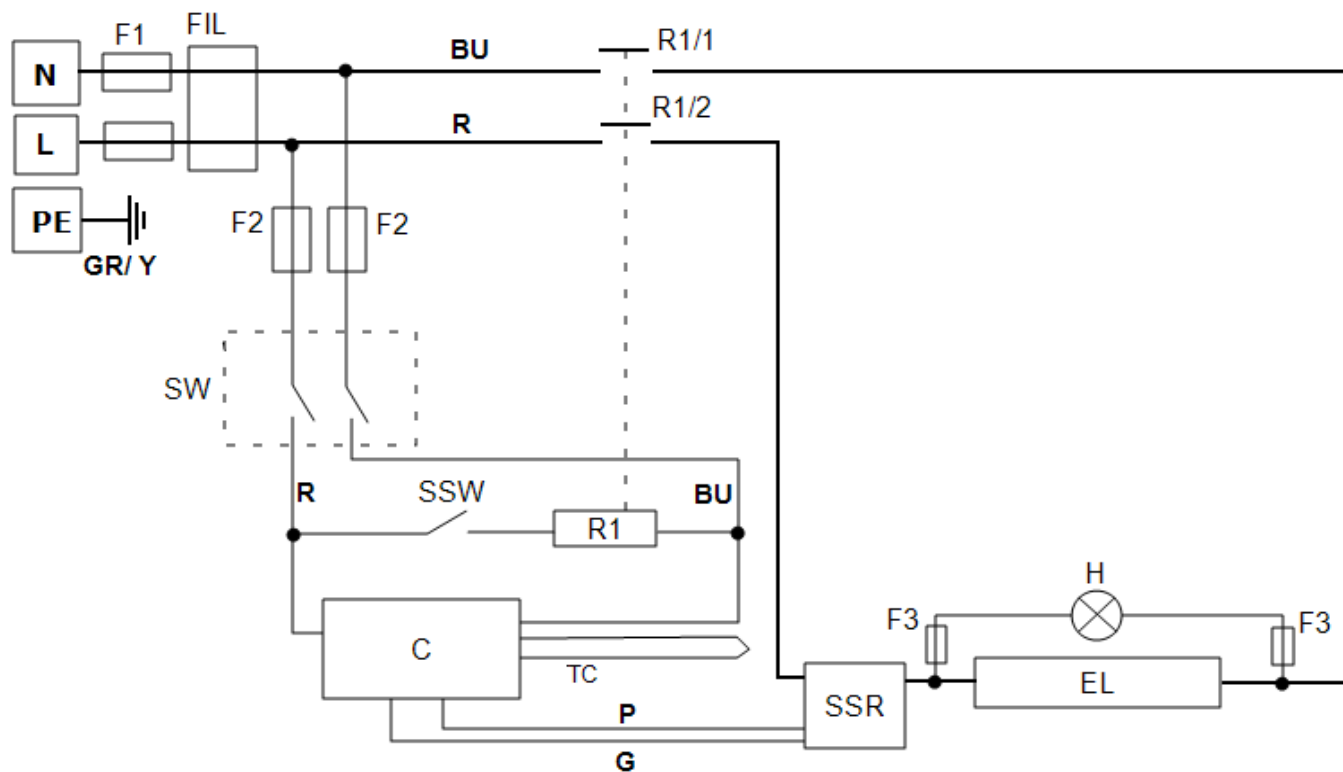 F1 FIL
N BU R1/1
L R R1/2
PE
GR/ Y
F2 F2
SW
R SSW BU
R1
H
F3 F3
C
TC
EL
SSR
P
G